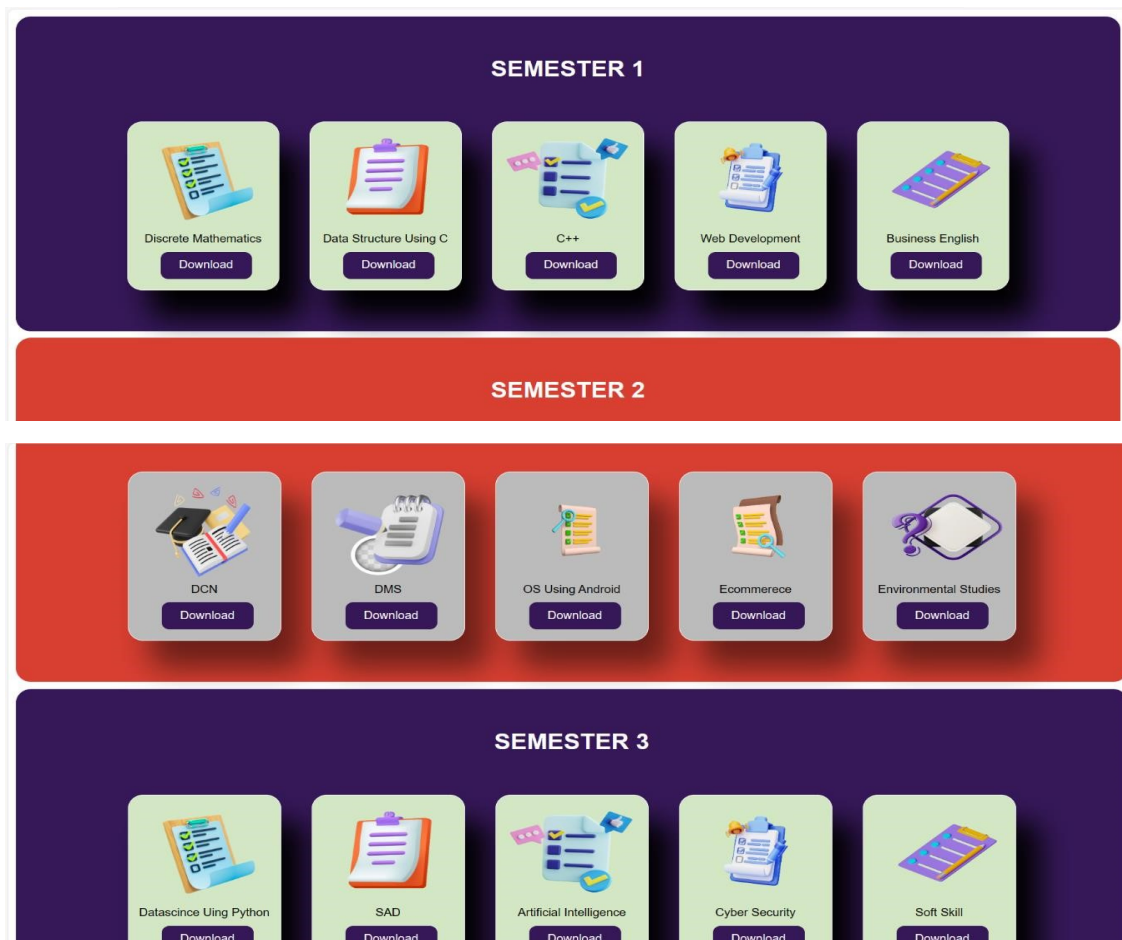 SEMESTER 1
Discrete Mathematics
Download
Data Structure Using C
Download
C++
Download
Web Development
Download
Business English
Download
SEMESTER 2
DCN
Download
DMS
Download
OS Using Android
Download
Ecommerece
Download
Environmental Studies
Download
SEMESTER 3
Datascince Uing Python
Download
SAD
Download
Artificial Intelligence
Download
Cyber Security
Download
Soft Skill
Download